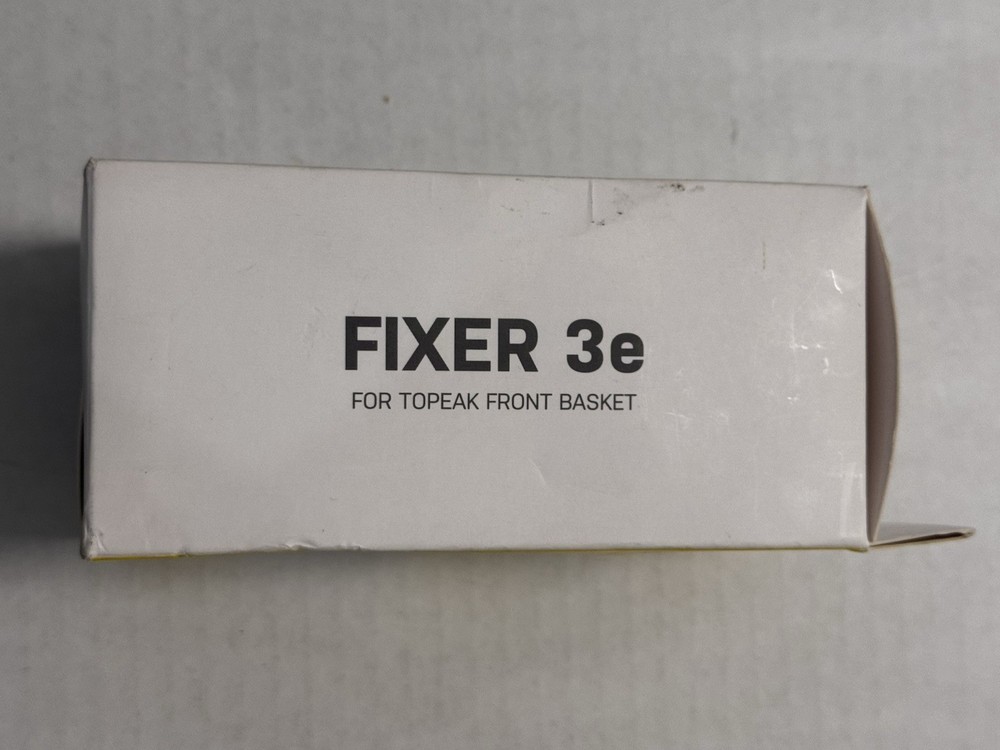 FIXER 3e
FOR TOPEAK FRONT BASKET